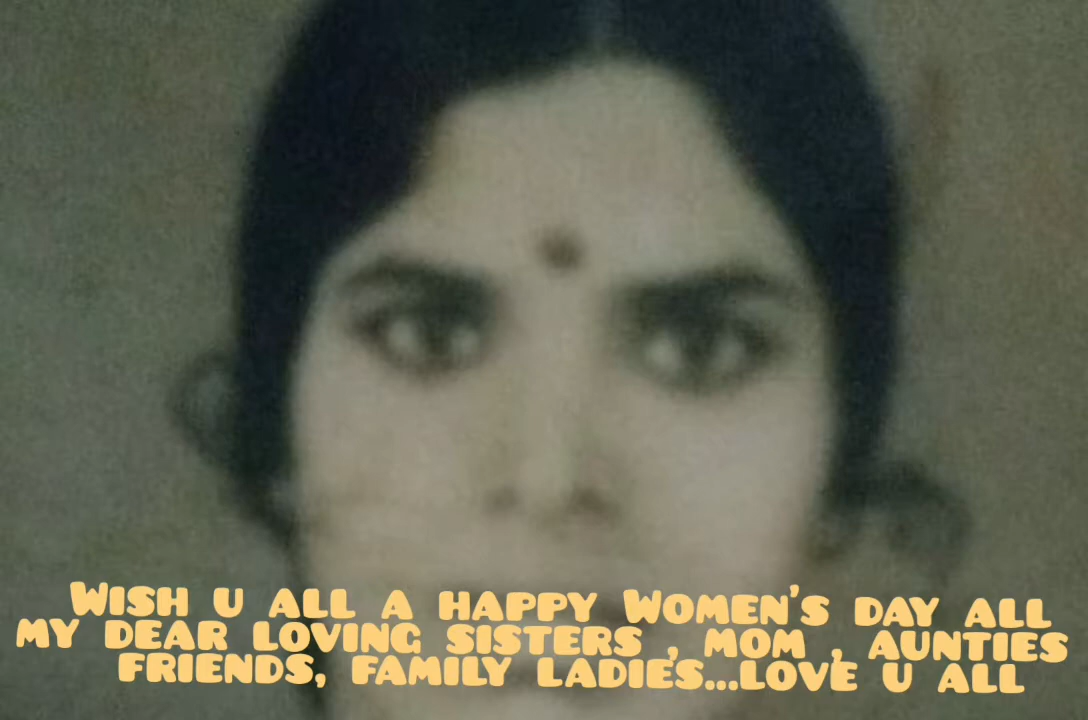 Wish u all a happy Women's day all
my dear loving sisters , mom , aunties
friends, family ladies...love u all